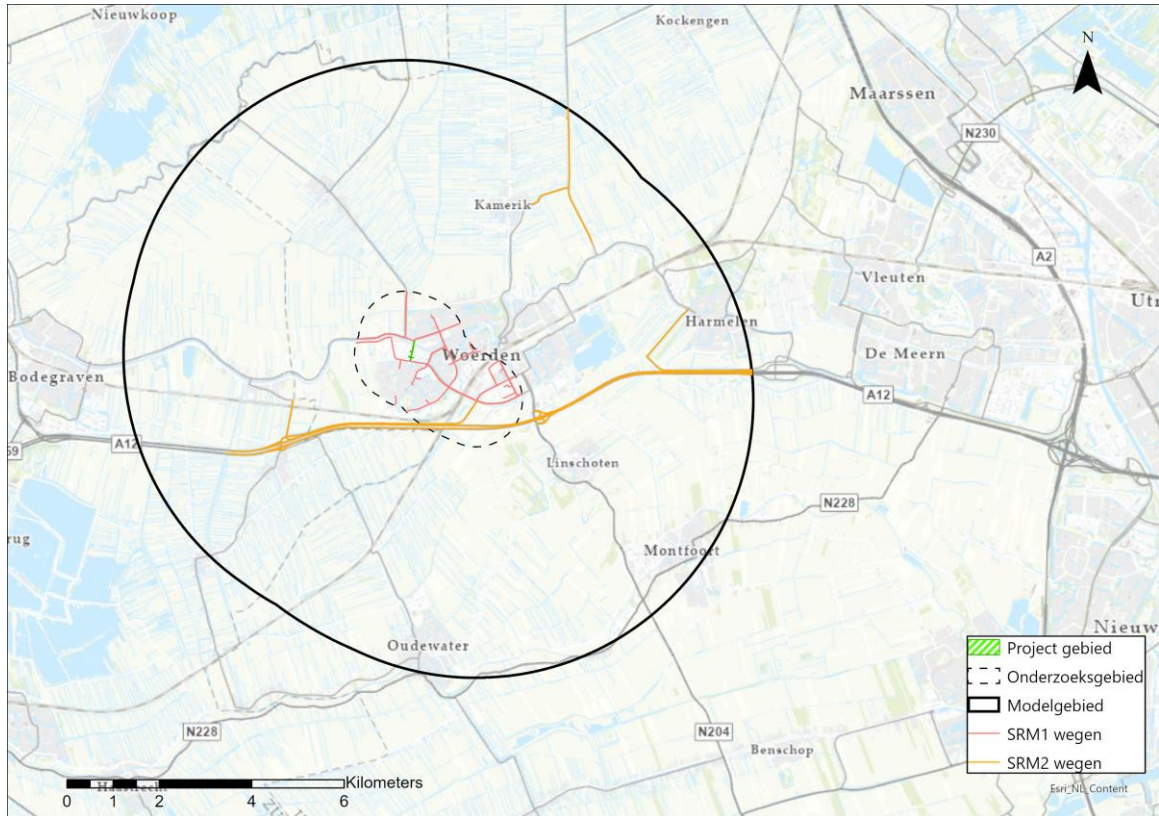 Nieuwkoop
Kockengen
N
Maarssen
N230
Kamerik
A2
Vleuten
Utr
Harmelen
Woerden
De Meern
Bodegraven
A12
A12
Linschoten
N228
Montfoort
Oudewater
Nieuw
N228
N204
Benschop
Haastrecht
Project gebied
Onderzoeksgebied
Modelgebied
SRM1 wegen
SRM2 wegen
Kilometers
0 1 2 4 6
Esri_NL_Content